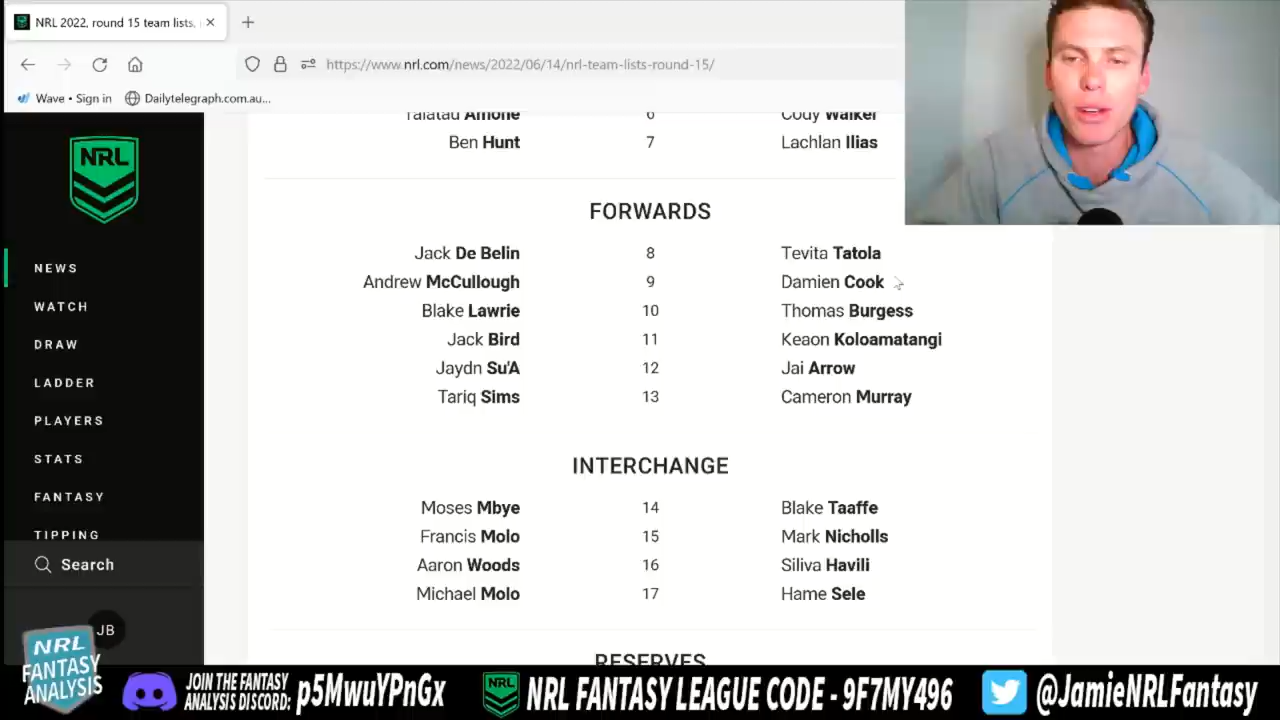 NRL 2022, round 15 team lists,
https://www.nrl.com/news/2022/06/14/nrl-team-lists-round-15/
Wave • Sign in Dailytelegraph.com.au...
NRL
NEWS
WATCH
DRAW
LADDER
PLAYERS
STATS
FANTASY
TIPPING
Search
JB
Talatau Amone 6 Cody Walker
Ben Hunt 7 Lachlan Ilias
FORWARDS
Jack De Belin 8 Tevita Tatola
Andrew McCullough 9 Damien Cook
Blake Lawrie 10 Thomas Burgess
Jack Bird 11 Keaon Koloamatangi
Jaydn Su'A 12 Jai Arrow
Tariq Sims 13 Cameron Murray
INTERCHANGE
Moses Mbye 14 Blake Taaffe
Francis Molo 15 Mark Nicholls
Aaron Woods 16 Siliva Havili
Michael Molo 17 Hame Sele
RESERVES
NRL
FANTASY
ANALYSIS
JOIN THE FANTASY
ANALYSIS DISCORD: p5MwuYPnGx
NRL
NRL FANTASY LEAGUE CODE - 9F7MY496
@JamieNRLFantasy